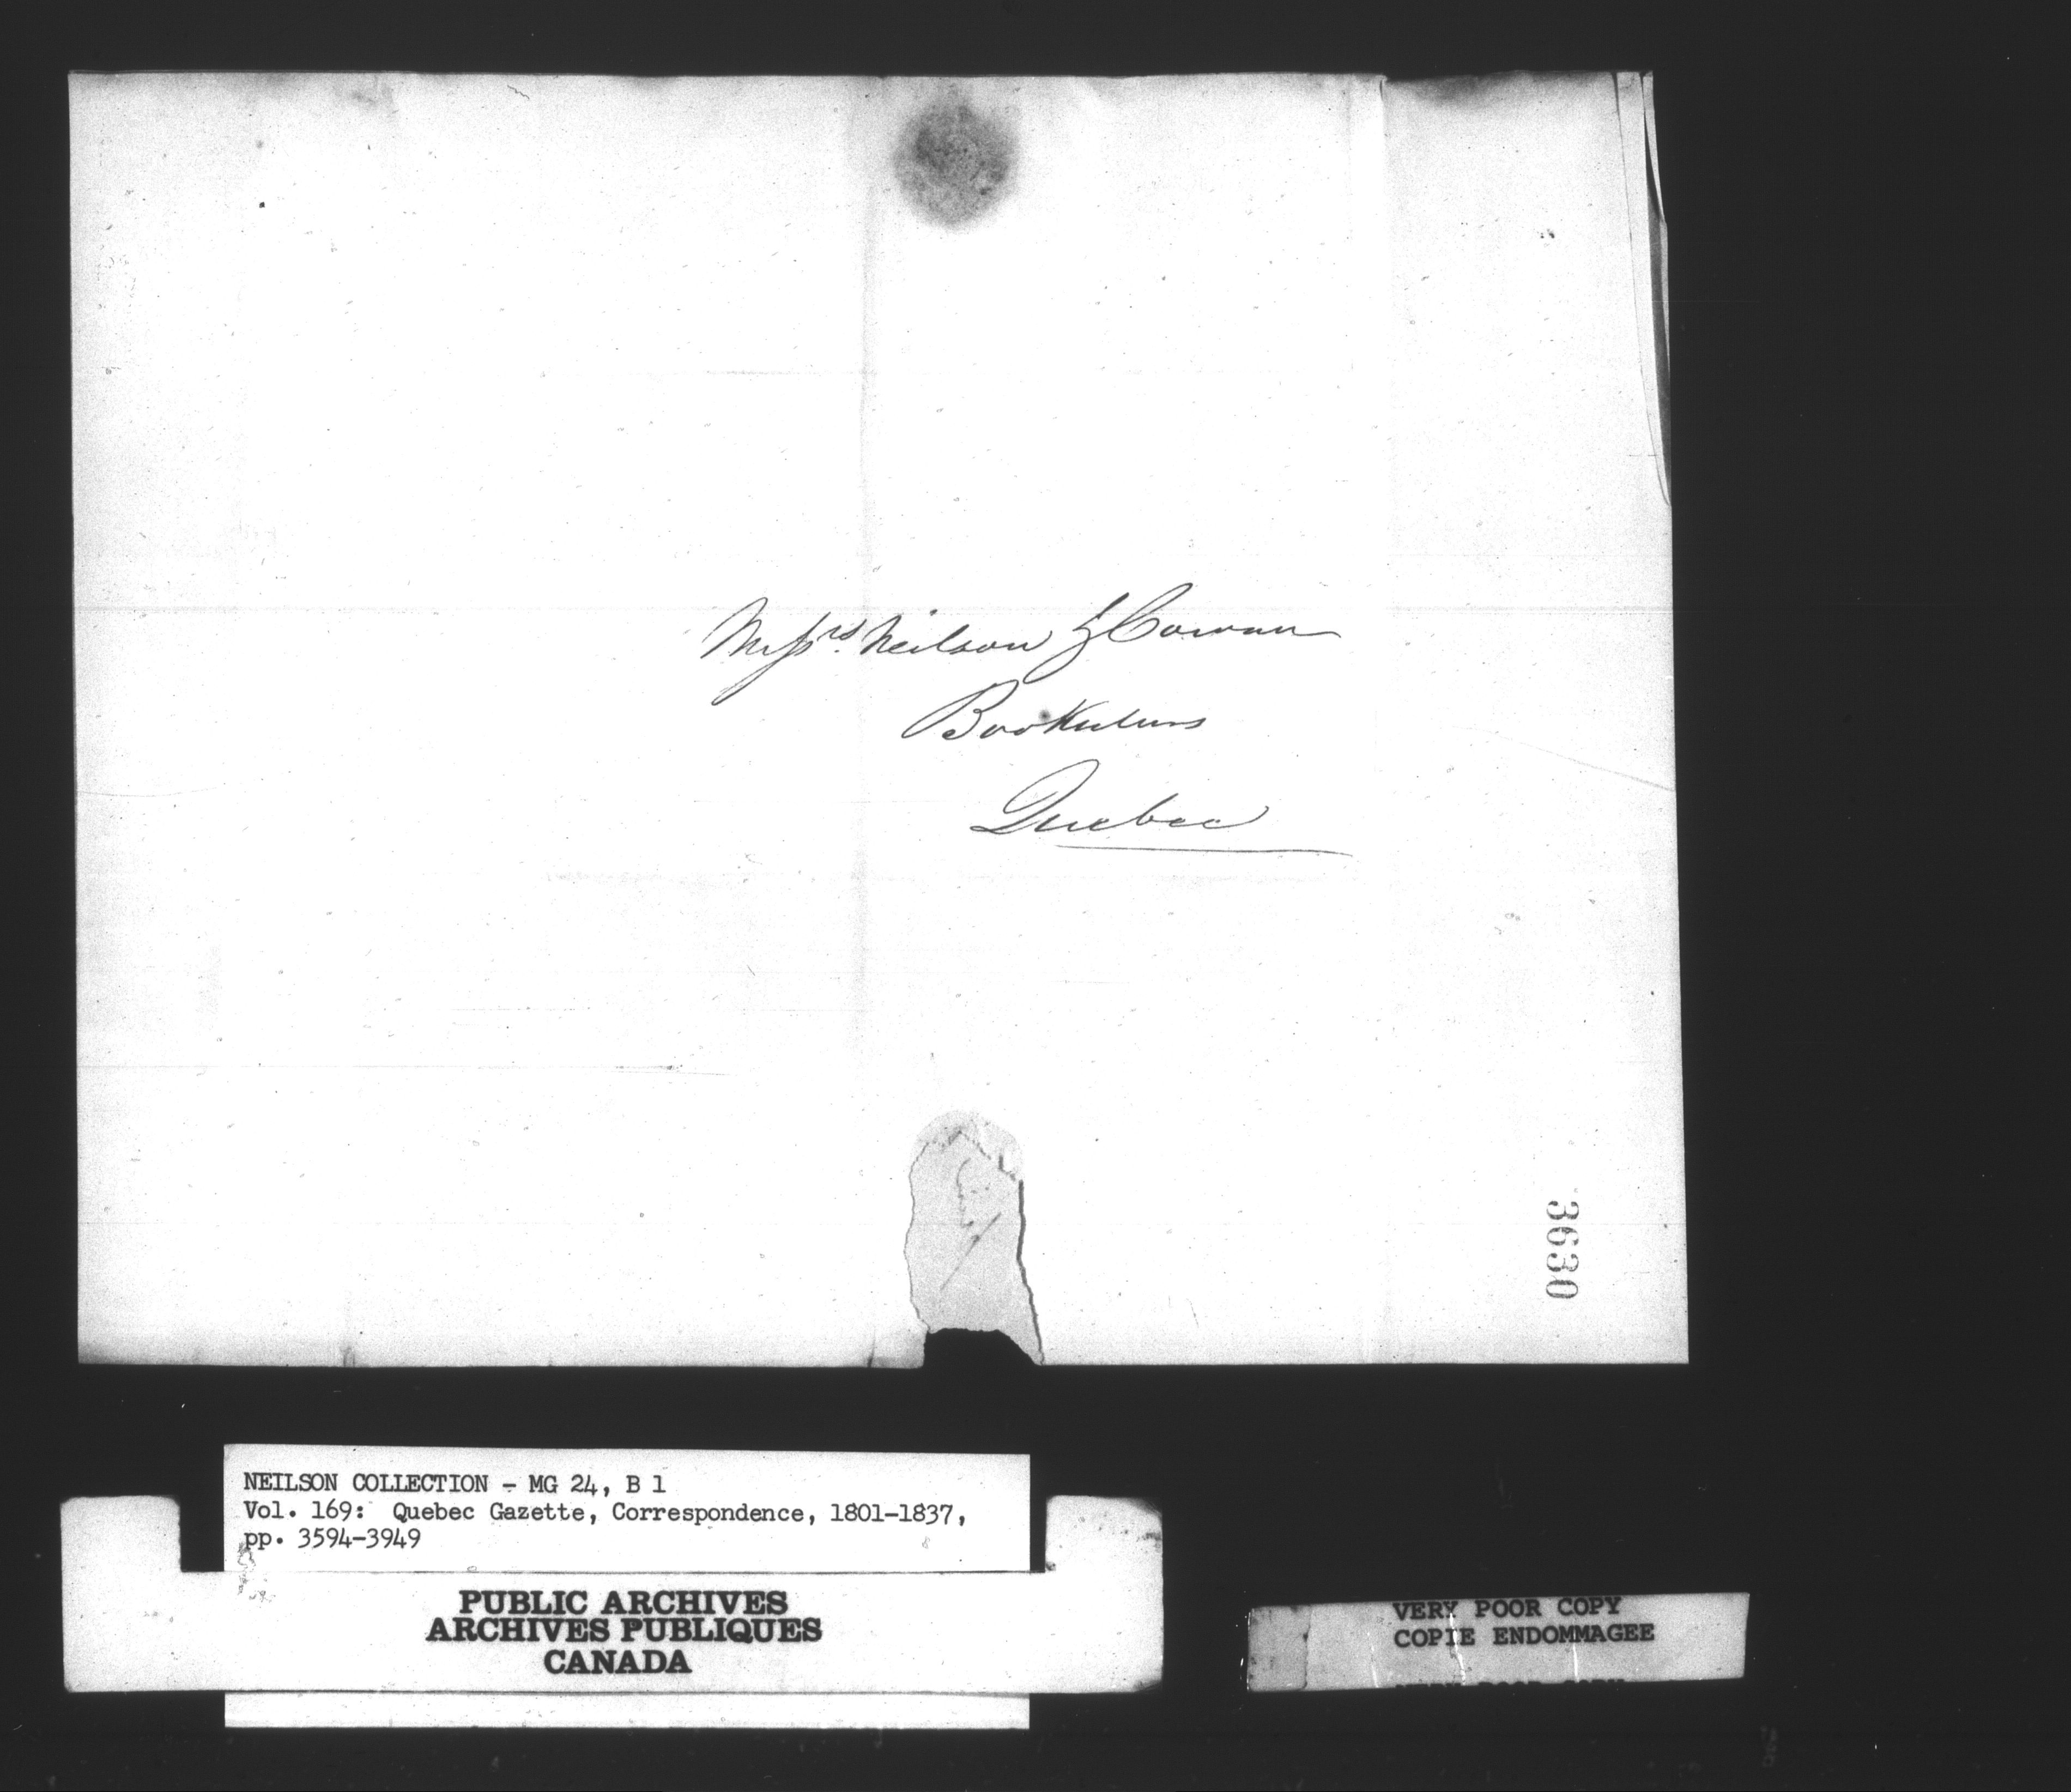 Messrs. Neilson & Cowan
Booksellers
Quebec
3630
NEILSON COLLECTION - MG 24, B 1
Vol. 169: Quebec Gazette, Correspondence, 1801-1837,
pp. 3594-3949
PUBLIC ARCHIVES
ARCHIVES PUBLIQUES
CANADA
VERY POOR COPY
COPIE ENDOMMAGEE